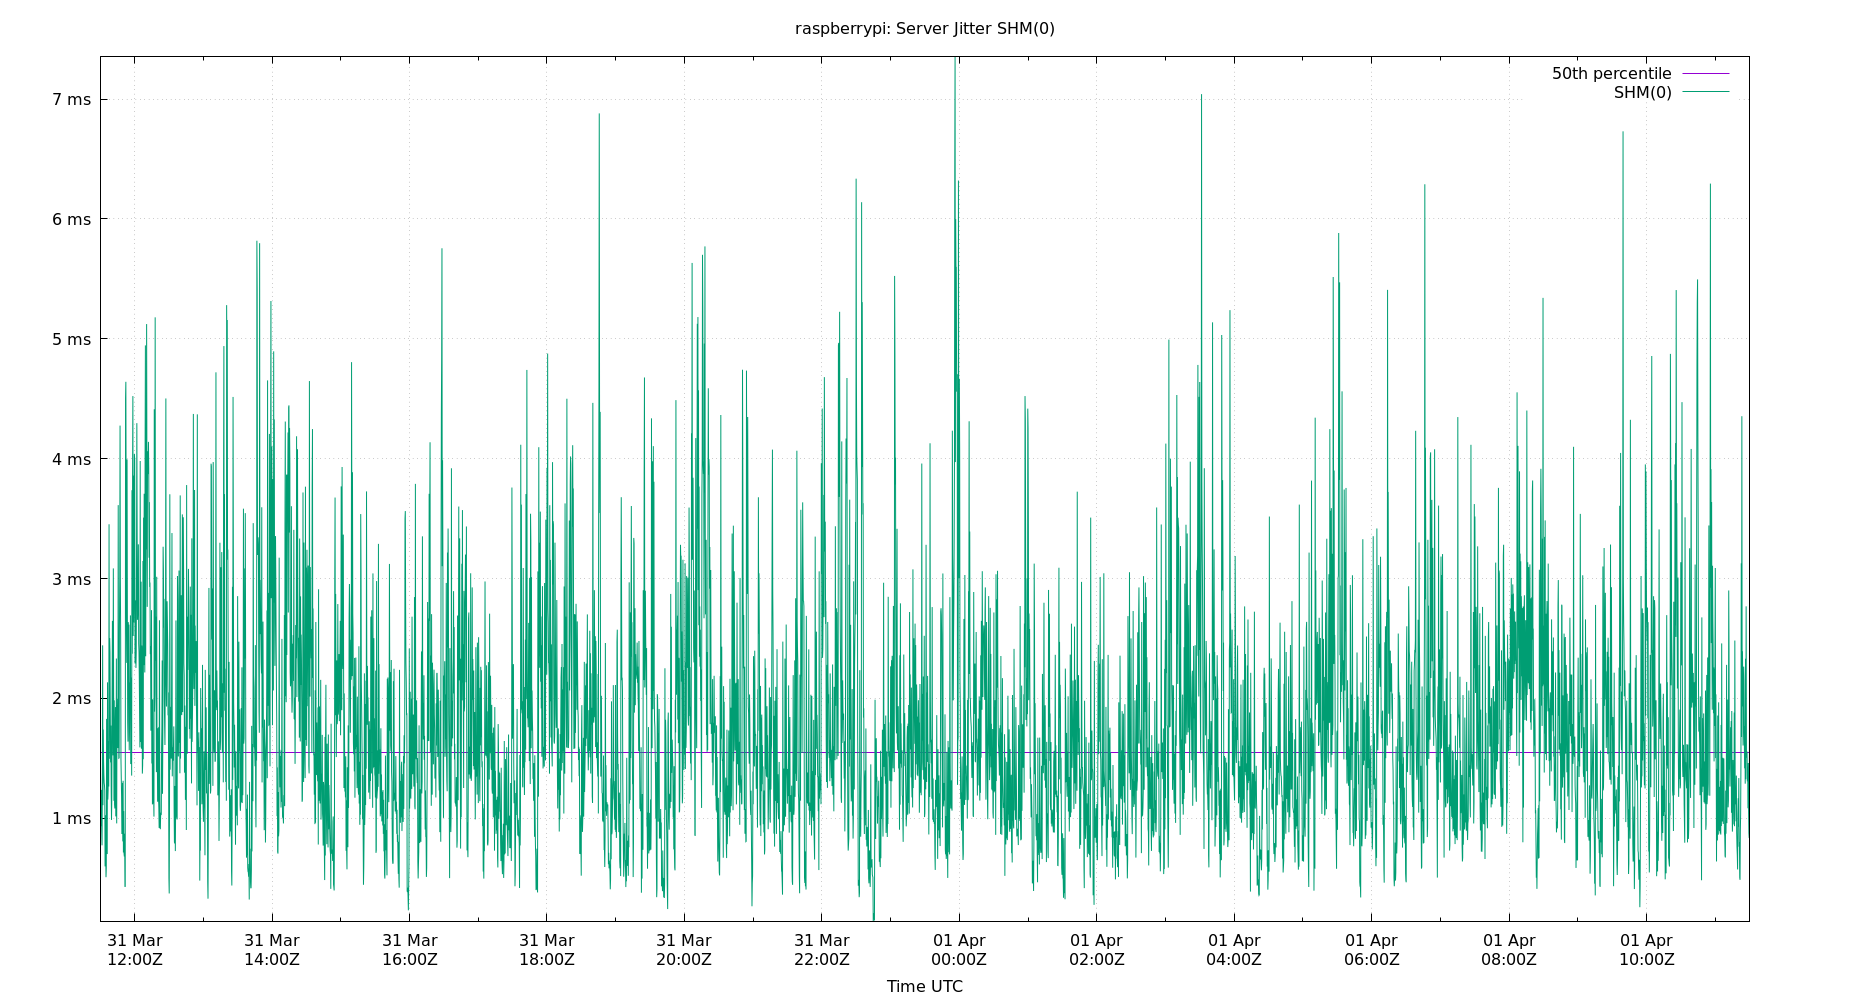 raspberrypi: Server Jitter SHM(0)
50th percentile
SHM(0)
7 ms
6 ms
5 ms
4 ms
3 ms
2 ms
1 ms
31 Mar 31 Mar 31 Mar 31 Mar 31 Mar 31 Mar 01 Apr 01 Apr 01 Apr 01 Apr 01 Apr 01 Apr
12:00Z 14:00Z 16:00Z 18:00Z 20:00Z 22:00Z 00:00Z 02:00Z 04:00Z 06:00Z 08:00Z 10:00Z
Time UTC